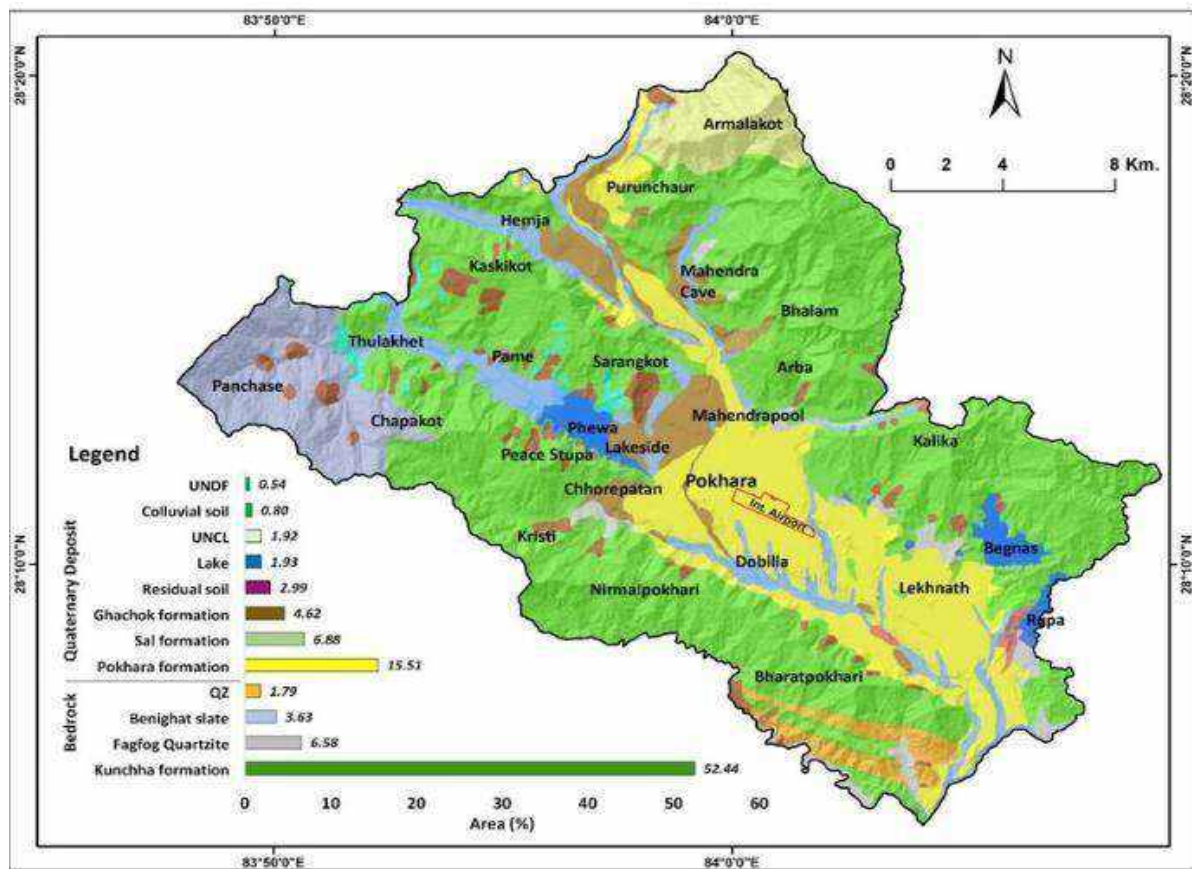 83°50'0"E
84°0'0"E
28°20'0"N
28°20'0"N
N
Armalakot
0 2 4 8 Km.
Purunchaur
Hemja
Kaskikot
Mahendra
Cave
Bhalam
Thulakhet
Pame
Sarangkot
Arba
Panchase
Chapakot
Mahendrapool
Phewa
Lakeside
Kalika
Peace Stupa
Legend
Chhorepatan
Pokhara
Int. Airport
Kristi
Begnas
Dobilla
28°10'0"N
28°10'0"N
Nirmalpokhari
Lekhnath
Rupa
Bharatpokhari
Quaternary Deposit
UNDF 0.54
Colluvial soil 0.80
UNCL 1.92
Lake 1.93
Residual soil 2.99
Ghachok formation 4.62
Sal formation 6.88
Pokhara formation 15.51
Bedrock
QZ 1.79
Benighat slate 3.63
Fagfog Quartzite 6.58
Kunchha formation 52.44
0 10 20 30 40 50 60
Area (%)
83°50'0"E
84°0'0"E